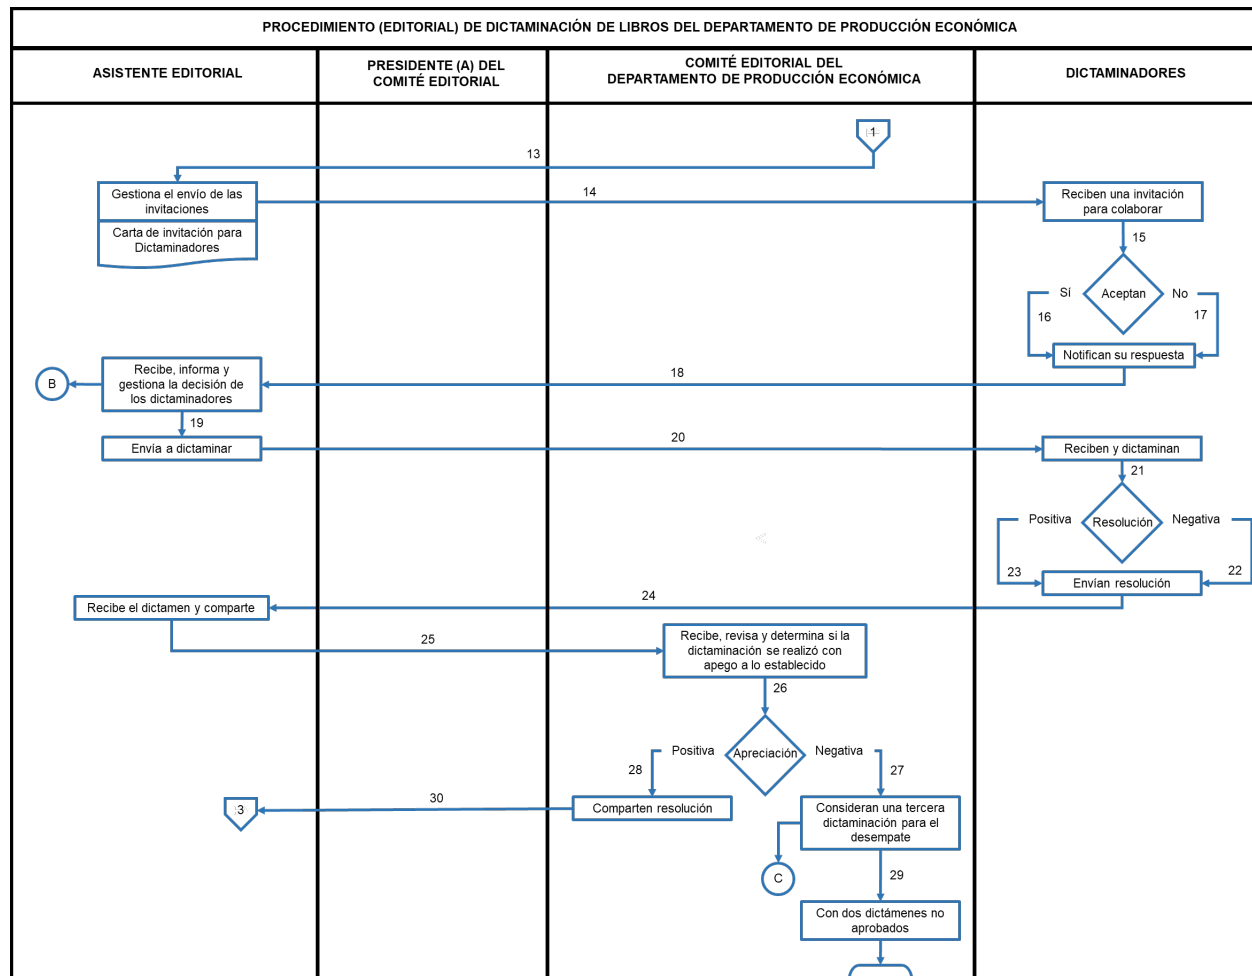 PROCEDIMIENTO (EDITORIAL) DE DICTAMINACIÓN DE LIBROS DEL DEPARTAMENTO DE PRODUCCIÓN ECONÓMICA
ASISTENTE EDITORIAL
PRESIDENTE (A) DEL
COMITÉ EDITORIAL
COMITÉ EDITORIAL DEL
DEPARTAMENTO DE PRODUCCIÓN ECONÓMICA
DICTAMINADORES
1
13
Gestiona el envío de las
invitaciones
Carta de invitación para
Dictaminadores
14
Reciben una invitación
para colaborar
15
Aceptan
Sí
No
16
17
Notifican su respuesta
18
Recibe, informa y
gestiona la decisión de
los dictaminadores
B
19
Envía a dictaminar
20
Reciben y dictaminan
21
Resolución
Positiva
Negativa
23
22
Envían resolución
24
Recibe el dictamen y comparte
25
Recibe, revisa y determina si la
dictaminación se realizó con
apego a lo establecido
26
Apreciación
Positiva
Negativa
28
27
Comparten resolución
30
3
Consideran una tercera
dictaminación para el
desempate
C
29
Con dos dictámenes no
aprobados